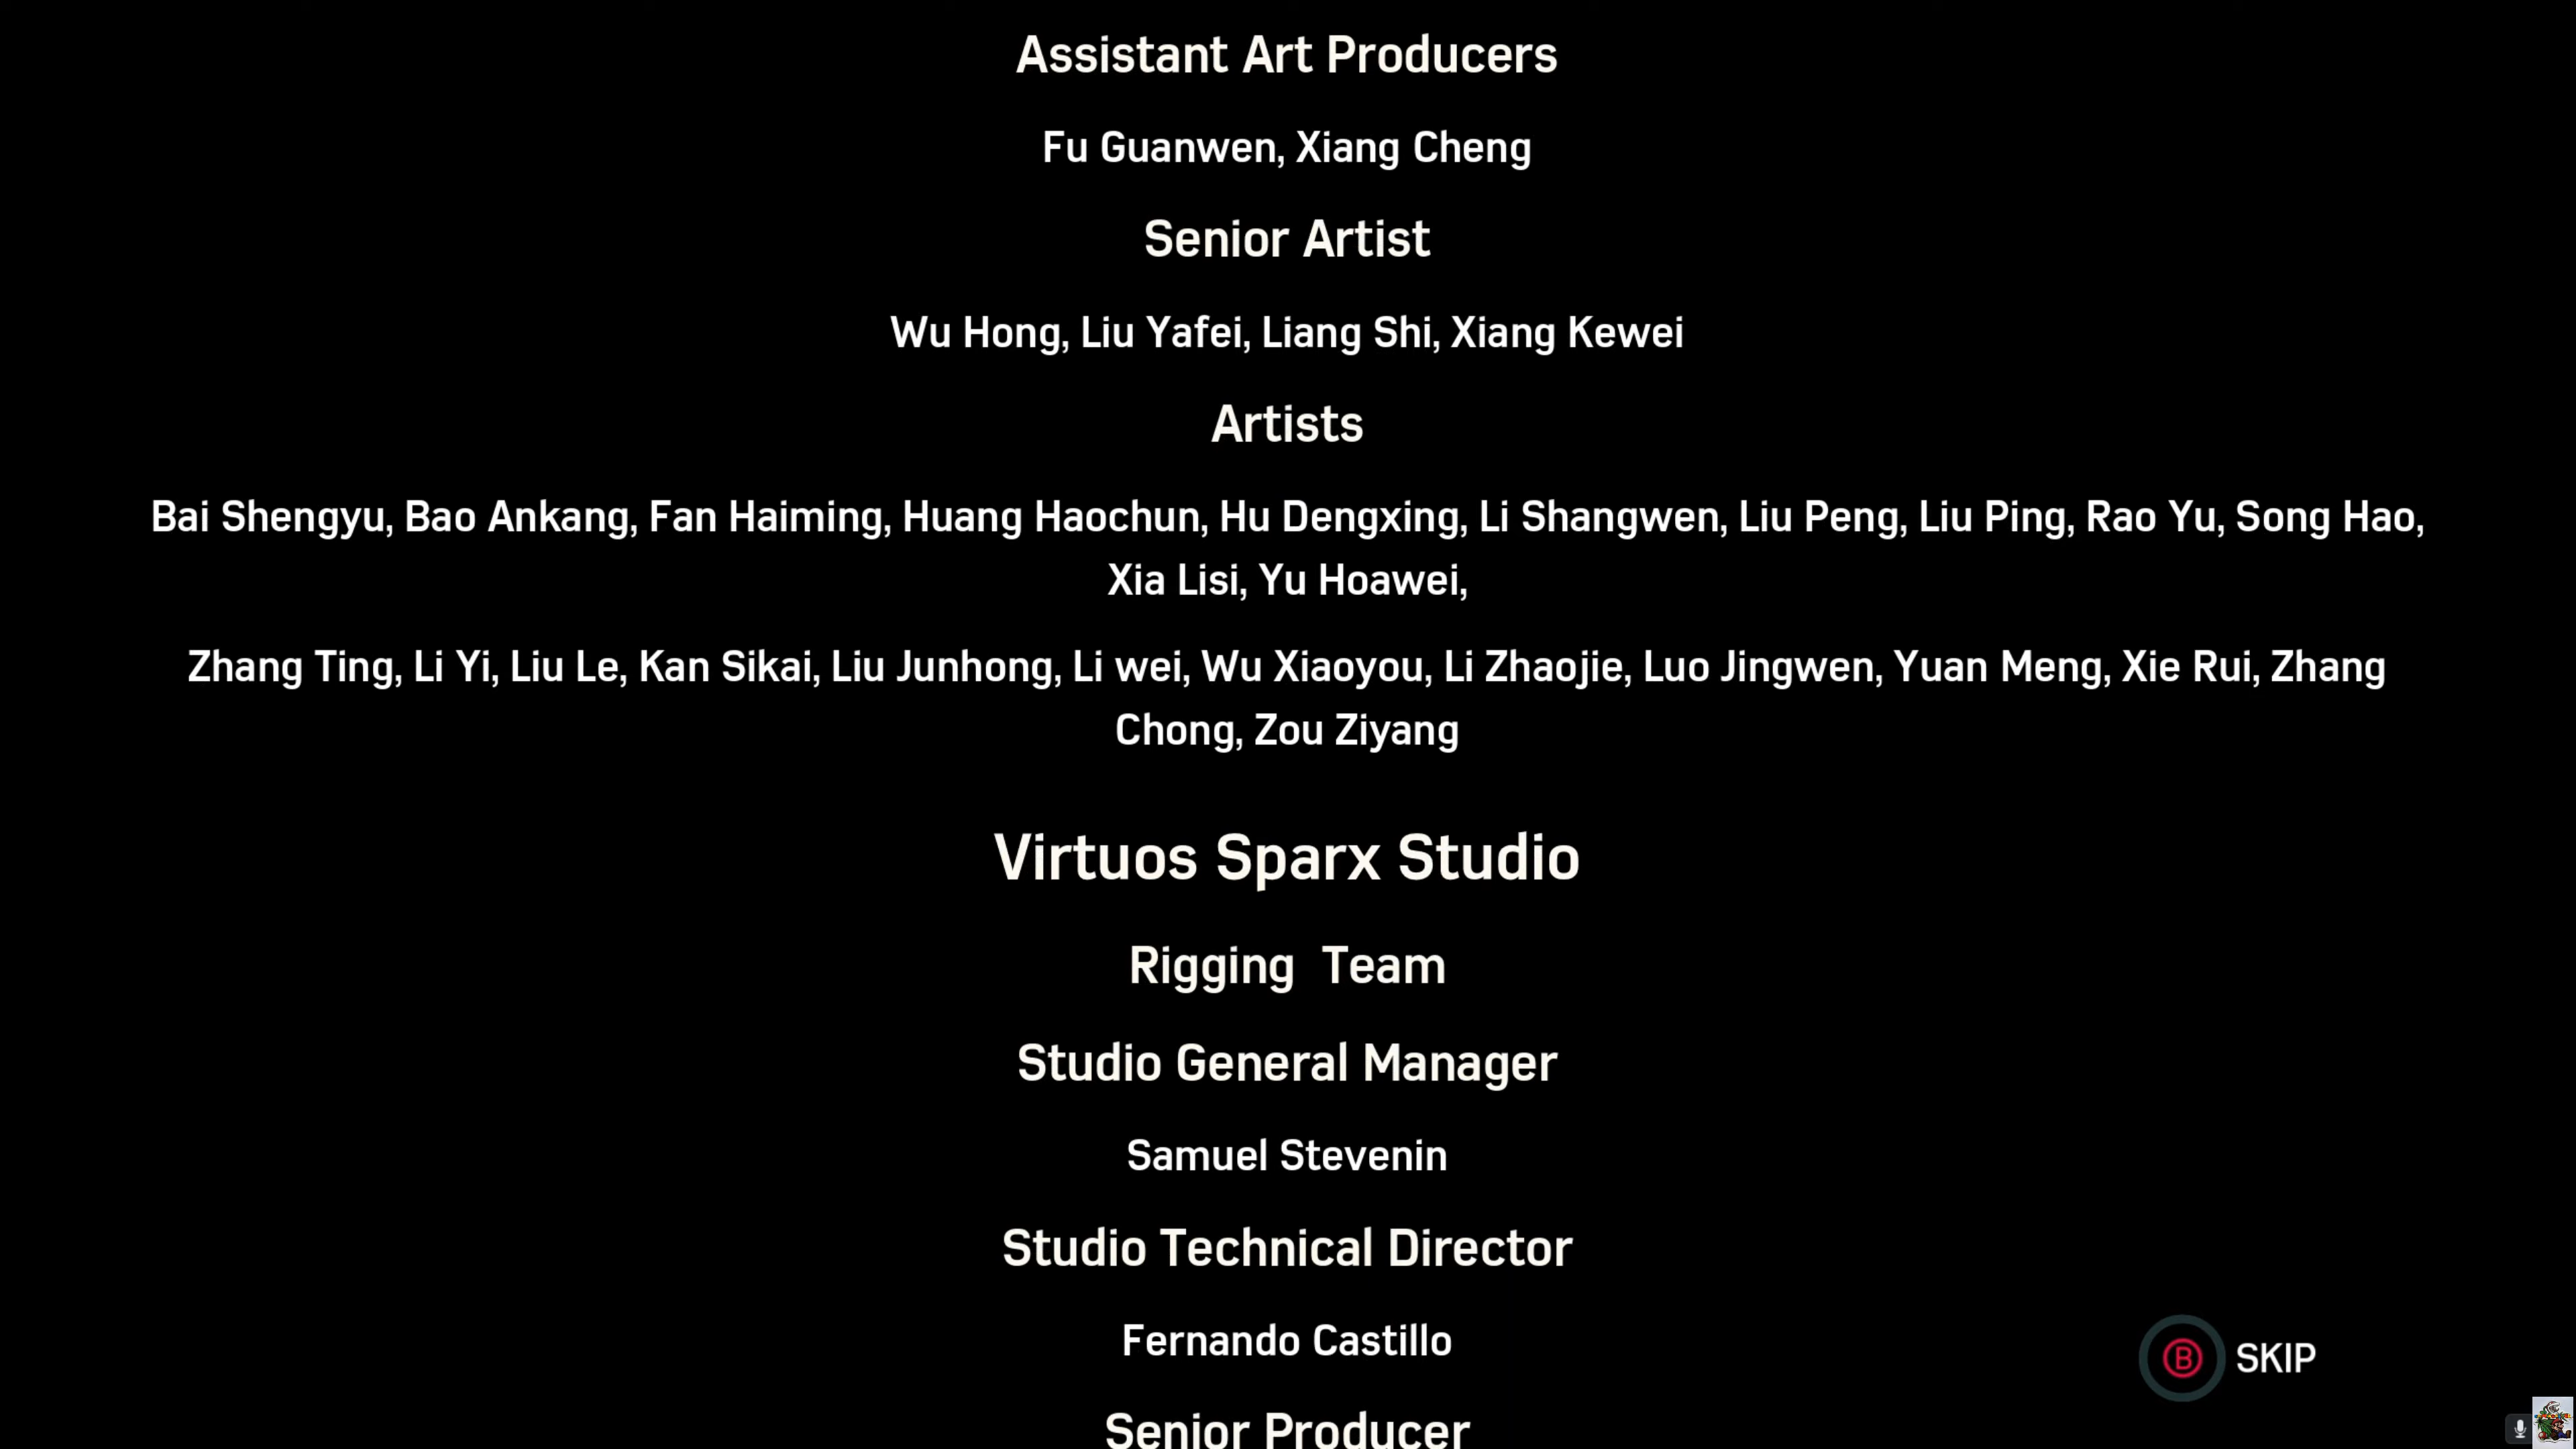 Assistant Art Producers
Fu Guanwen, Xiang Cheng
Senior Artist
Wu Hong, Liu Yafei, Liang Shi, Xiang Kewei
Artists
Bai Shengyu, Bao Ankang, Fan Haiming, Huang Haochun, Hu Dengxing, Li Shangwen, Liu Peng, Liu Ping, Rao Yu, Song Hao,
Xia Lisi, Yu Hoawei,
Zhang Ting, Li Yi, Liu Le, Kan Sikai, Liu Junhong, Li wei, Wu Xiaoyou, Li Zhaojie, Luo Jingwen, Yuan Meng, Xie Rui, Zhang
Chong, Zou Ziyang
Virtuos Sparx Studio
Rigging  Team
Studio General Manager
Samuel Stevenin
Studio Technical Director
Fernando Castillo
B SKIP
Senior Producer